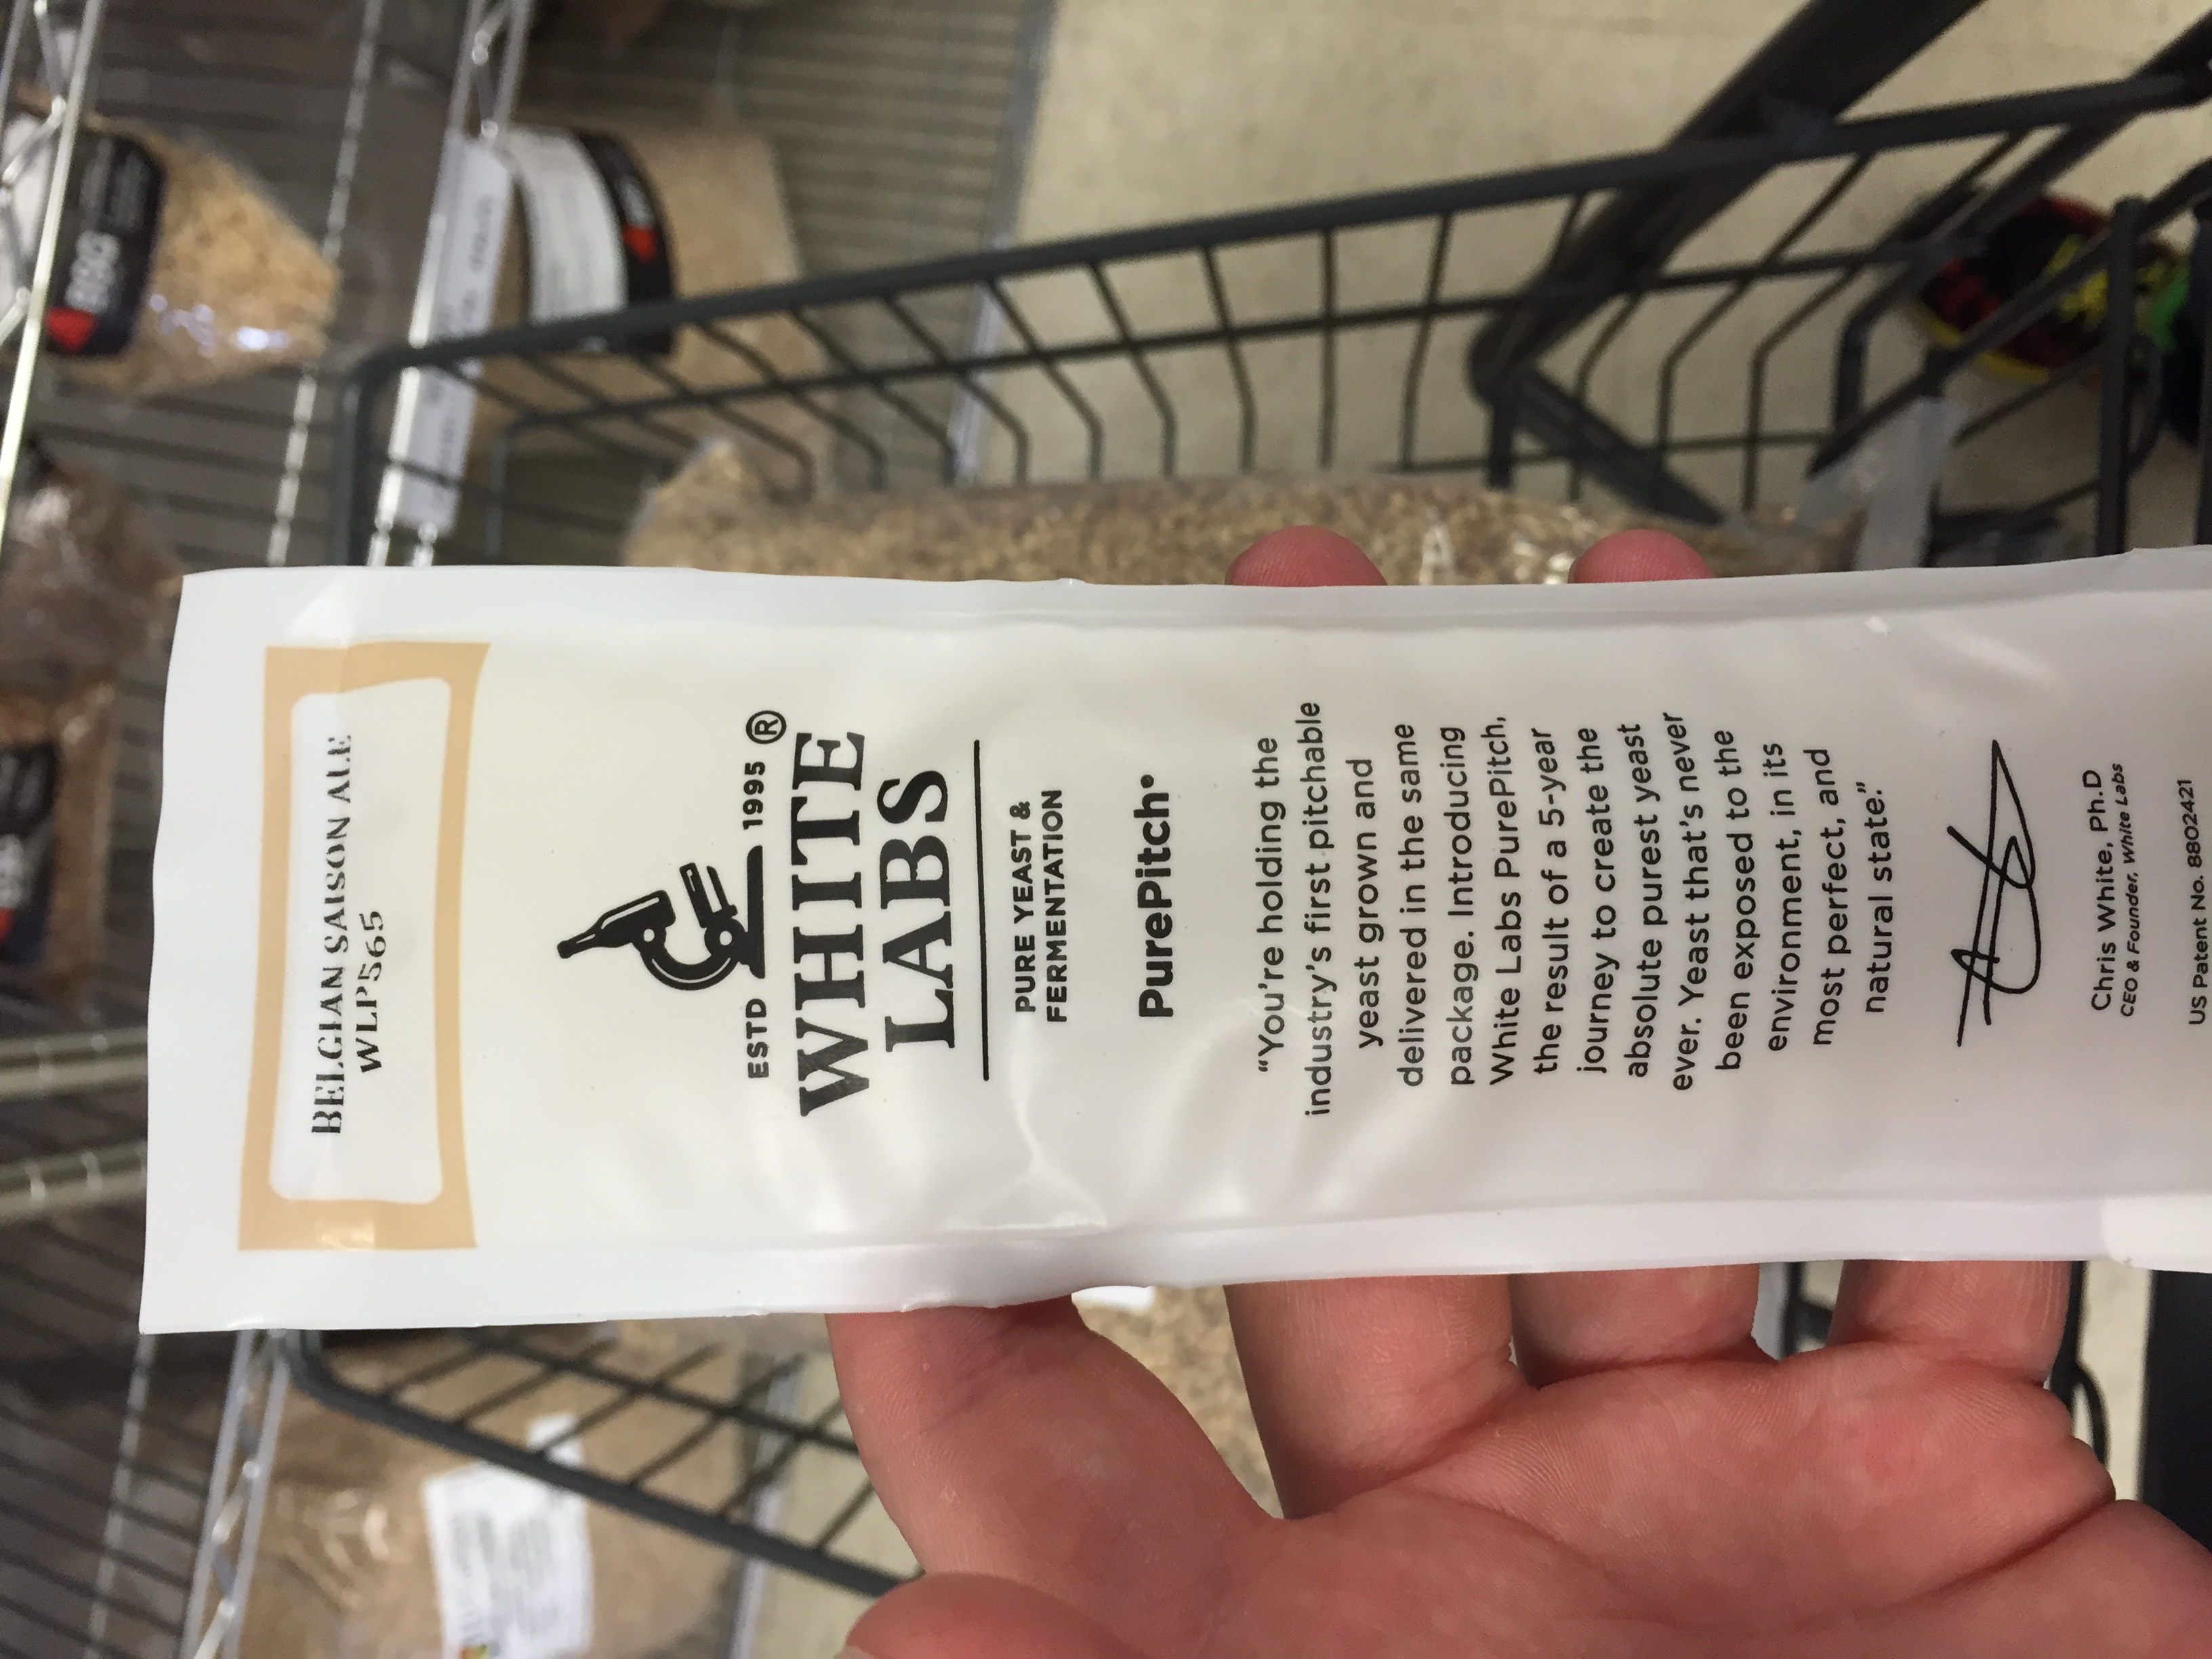 BELGIAN SAISON ALE
WLP565
ESTD 1995 ®
WHITE
LABS
PURE YEAST &
FERMENTATION
PurePitch®
“You’re holding the
industry’s first pitchable
yeast grown and
delivered in the same
package. Introducing
White Labs PurePitch,
the result of a 5-year
journey to create the
absolute purest yeast
ever. Yeast that’s never
been exposed to the
environment, in its
most perfect, and
natural state.”
Chris White, Ph.D
CEO & Founder, White Labs
US Patent No. 8802421